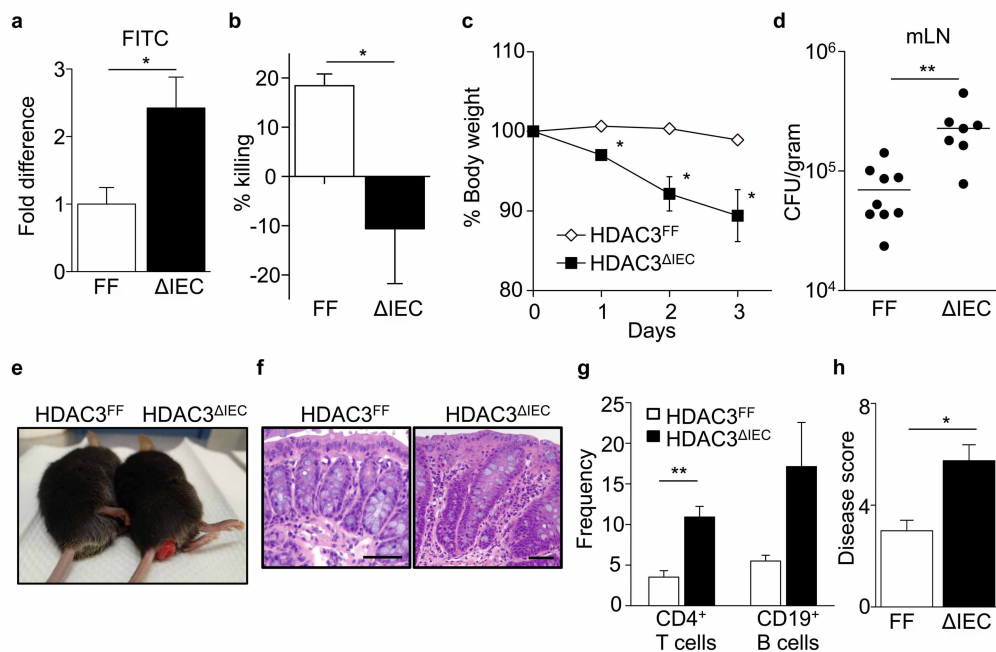 a
FITC
*
Fold difference
3
2
1
0
FF
ΔIEC
b
*
% killing
20
10
0
-10
-20
FF
ΔIEC
c
% Body weight
110
100
90
80
*
*
*
HDAC3FF
HDAC3ΔIEC
0
1
2
3
Days
d
mLN
**
CFU/gram
10⁶
10⁵
10⁴
FF
ΔIEC
e
HDAC3FF
HDAC3ΔIEC
f
HDAC3FF
HDAC3ΔIEC
g
HDAC3FF
HDAC3ΔIEC
**
Frequency
25
20
15
10
5
0
CD4⁺
T cells
CD19⁺
B cells
h
*
Disease score
8
4
0
FF
ΔIEC